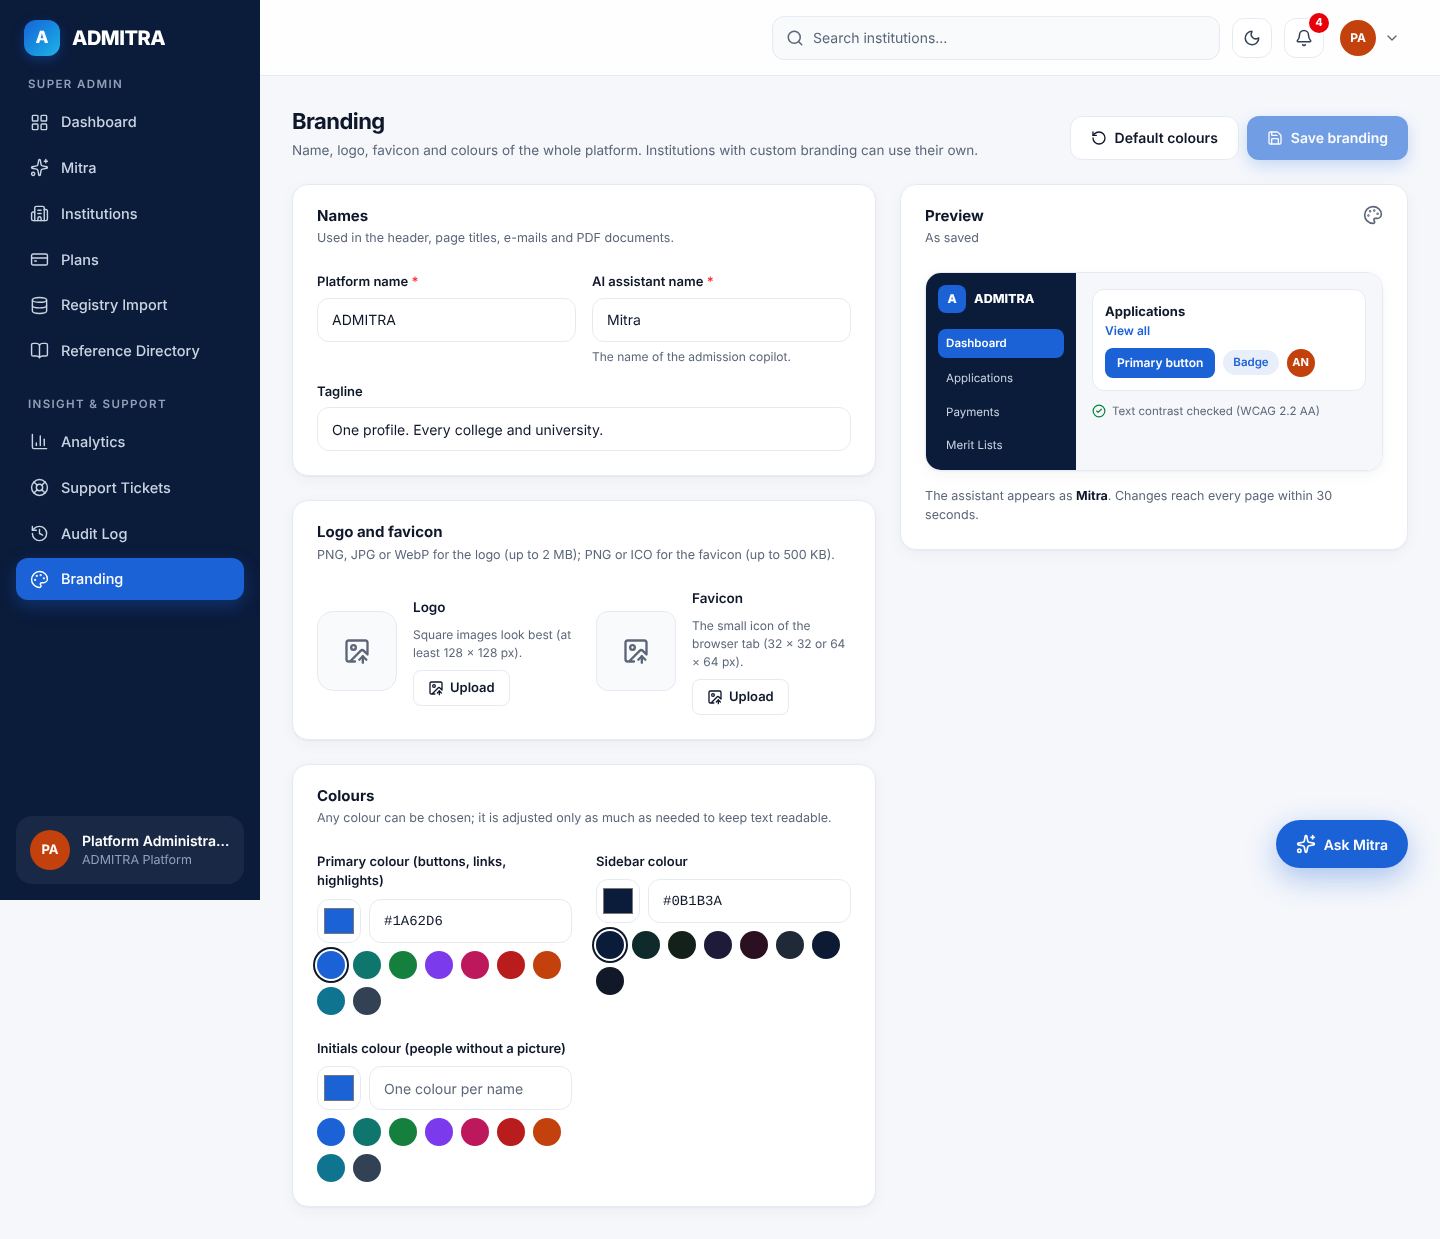 A ADMITRA
SUPER ADMIN
Dashboard
Mitra
Institutions
Plans
Registry Import
Reference Directory
INSIGHT & SUPPORT
Analytics
Support Tickets
Audit Log
Branding
PA
Platform Administra...
ADMITRA Platform
Search institutions...
4
PA
Branding
Name, logo, favicon and colours of the whole platform. Institutions with custom branding can use their own.
Default colours
Save branding
Names
Used in the header, page titles, e-mails and PDF documents.
Platform name *
ADMITRA
AI assistant name *
Mitra
The name of the admission copilot.
Tagline
One profile. Every college and university.
Logo and favicon
PNG, JPG or WebP for the logo (up to 2 MB); PNG or ICO for the favicon (up to 500 KB).
Logo
Square images look best (at
least 128 × 128 px).
Upload
Favicon
The small icon of the
browser tab (32 × 32 or 64
× 64 px).
Upload
Colours
Any colour can be chosen; it is adjusted only as much as needed to keep text readable.
Primary colour (buttons, links,
highlights)
#1A62D6
Sidebar colour
#0B1B3A
Initials colour (people without a picture)
One colour per name
Preview
As saved
A ADMITRA
Dashboard
Applications
Payments
Merit Lists
Applications
View all
Primary button
Badge
AN
Text contrast checked (WCAG 2.2 AA)
The assistant appears as Mitra. Changes reach every page within 30
seconds.
Ask Mitra